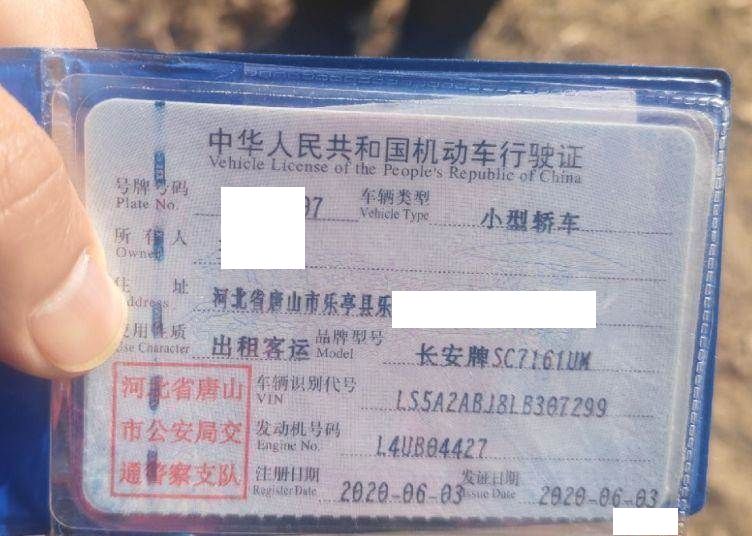 中华人民共和国机动车行驶证
Vehicle License of the People's Republic of China
号牌号码 07 车辆类型 小型轿车
Plate No. Vehicle Type
所有人
Owner
住址 河北省唐山市乐亭县乐
Address
使用性质 出租客运 品牌型号 长安牌SC7161UM
Use Character Model
河北省唐山
市公安局交
通警察支队
车辆识别代号 LS5A2ABJ8LB307299
VIN
发动机号码 L4UB04427
Engine No.
注册日期 2020-06-03 发证日期 2020-06-03
Register Date Issue Date